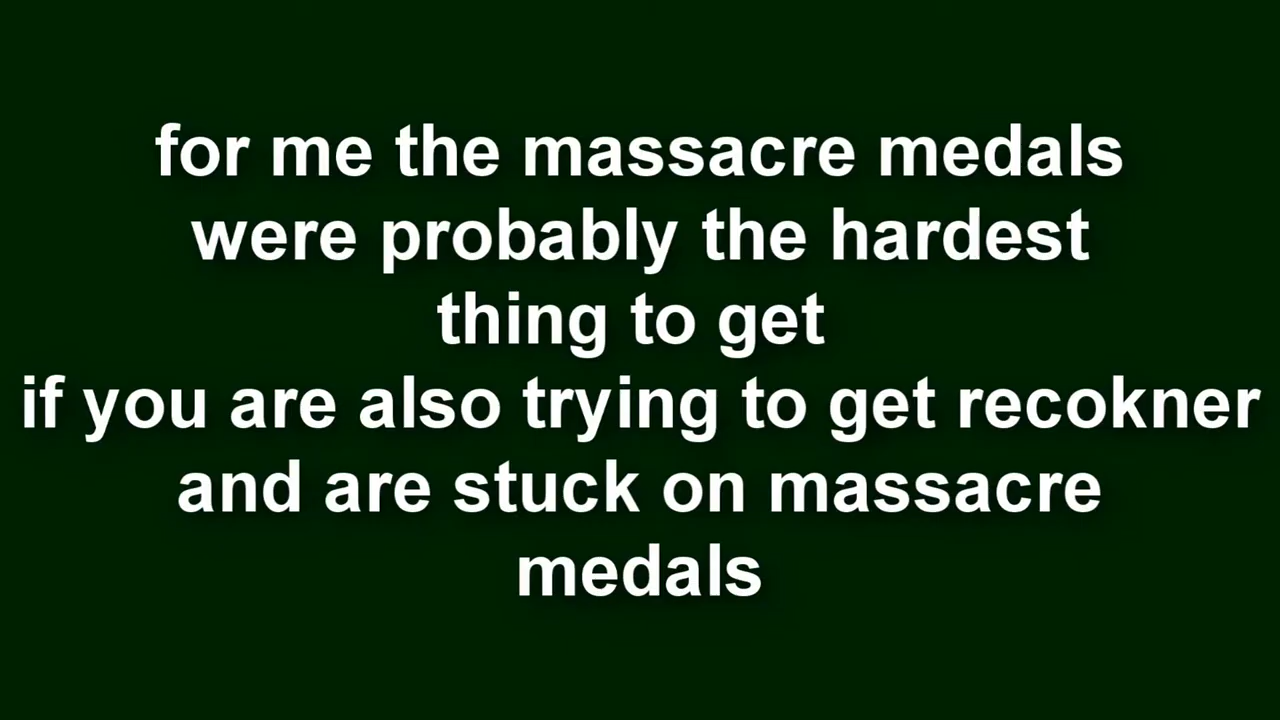 for me the massacre medals
were probably the hardest
thing to get
if you are also trying to get recokner
and are stuck on massacre
medals